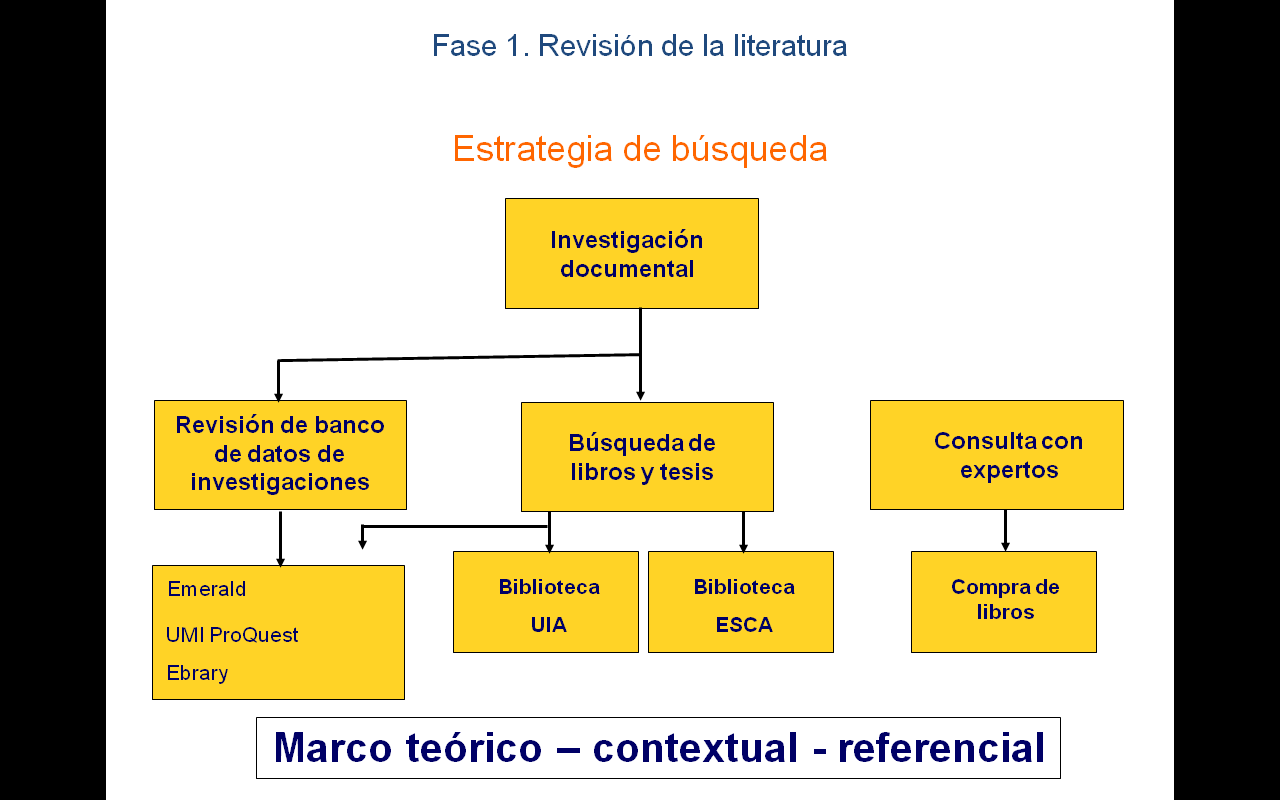 Fase 1. Revisión de la literatura
Estrategia de búsqueda
Investigación
documental
Revisión de banco
de datos de
investigaciones
Búsqueda de
libros y tesis
Consulta con
expertos
Emerald
UMI ProQuest
Ebrary
Biblioteca
UIA
Biblioteca
ESCA
Compra de
libros
Marco teórico – contextual - referencial